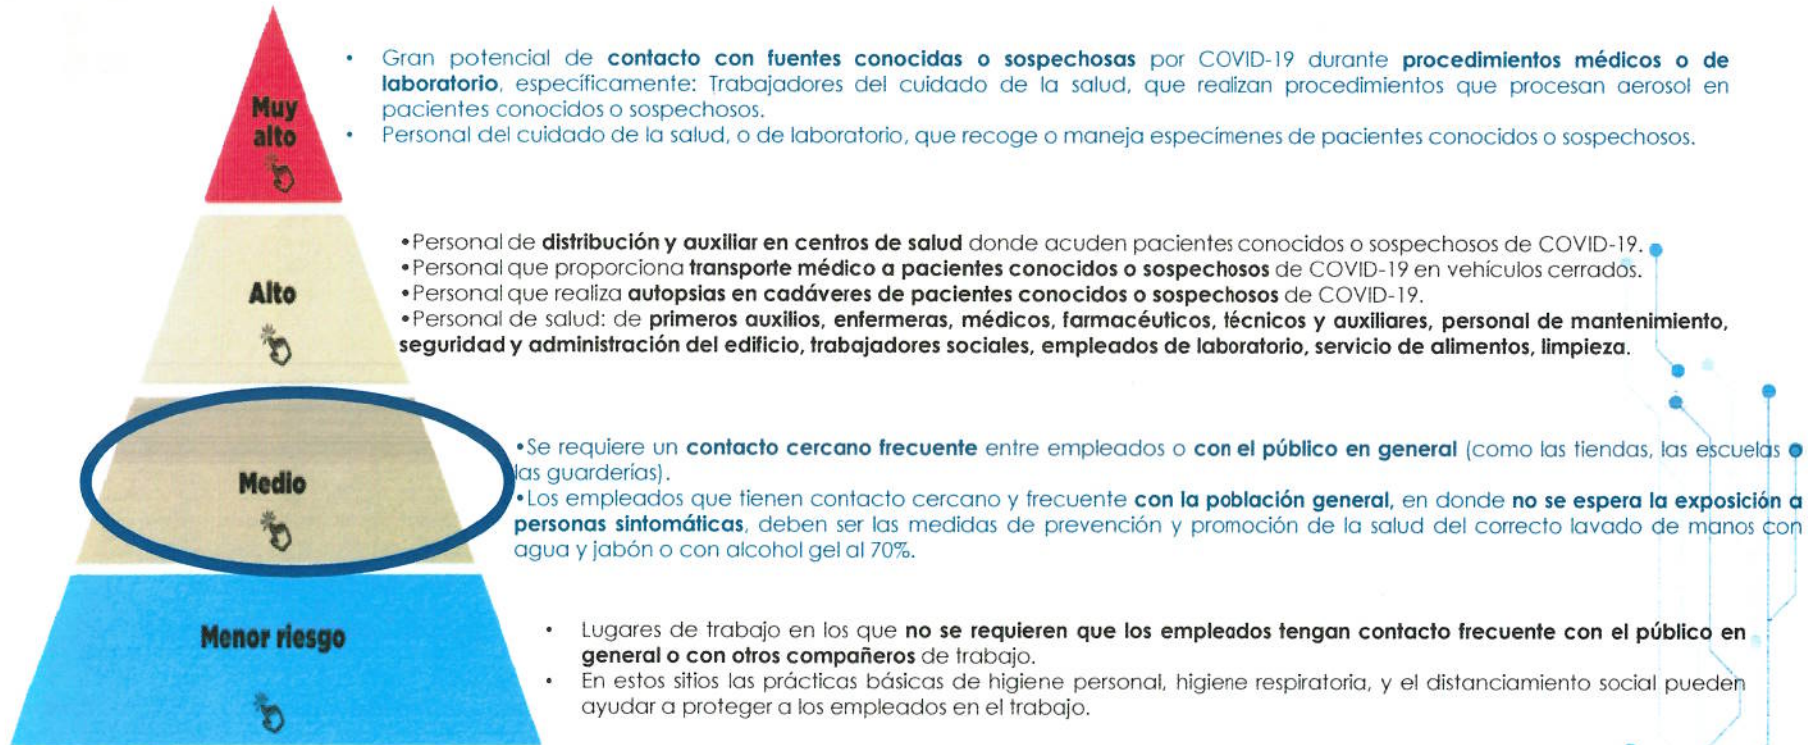 Muy
alto
• Gran potencial de contacto con fuentes conocidas o sospechosas por COVID-19 durante procedimientos médicos o de
laboratorio, específicamente: Trabajadores del cuidado de la salud, que realizan procedimientos que procesan aerosol en
pacientes conocidos o sospechosos.
• Personal del cuidado de la salud, o de laboratorio, que recoge o maneja especímenes de pacientes conocidos o sospechosos.
Alto
•Personal de distribución y auxiliar en centros de salud donde acuden pacientes conocidos o sospechosos de COVID-19.
•Personal que proporciona transporte médico a pacientes conocidos o sospechosos de COVID-19 en vehículos cerrados.
•Personal que realiza autopsias en cadáveres de pacientes conocidos o sospechosos de COVID-19.
•Personal de salud: de primeros auxilios, enfermeras, médicos, farmacéuticos, técnicos y auxiliares, personal de mantenimiento,
seguridad y administración del edificio, trabajadores sociales, empleados de laboratorio, servicio de alimentos, limpieza.
Medio
•Se requiere un contacto cercano frecuente entre empleados o con el público en general (como las tiendas, las escuelas o
las guarderías).
•Los empleados que tienen contacto cercano y frecuente con la población general, en donde no se espera la exposición a
personas sintomáticas, deben ser las medidas de prevención y promoción de la salud del correcto lavado de manos con
agua y jabón o con alcohol gel al 70%.
Menor riesgo
• Lugares de trabajo en los que no se requieren que los empleados tengan contacto frecuente con el público en
general o con otros compañeros de trabajo.
• En estos sitios las prácticas básicas de higiene personal, higiene respiratoria, y el distanciamiento social pueden
ayudar a proteger a los empleados en el trabajo.